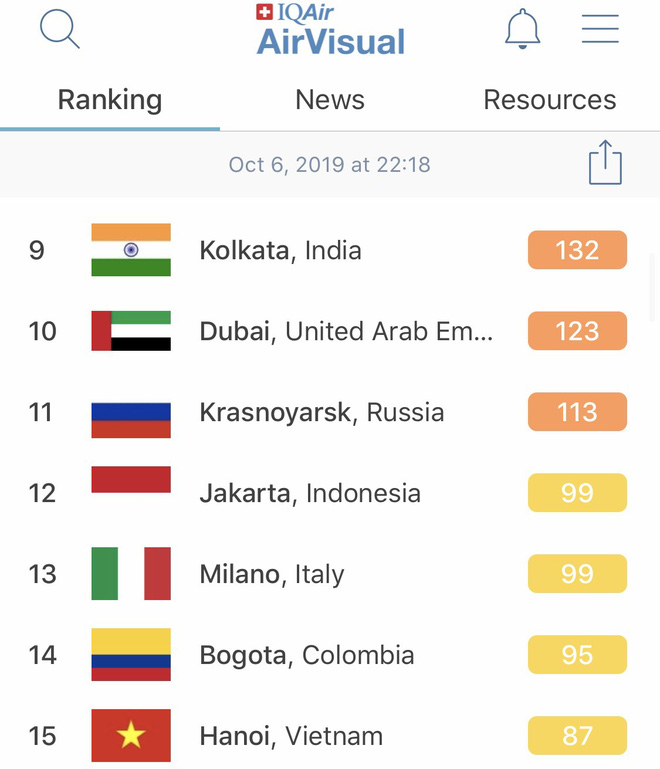 IQAir
AirVisual
Ranking News Resources
Oct 6, 2019 at 22:18
9 Kolkata, India 132
10 Dubai, United Arab Em... 123
11 Krasnoyarsk, Russia 113
12 Jakarta, Indonesia 99
13 Milano, Italy 99
14 Bogota, Colombia 95
15 Hanoi, Vietnam 87